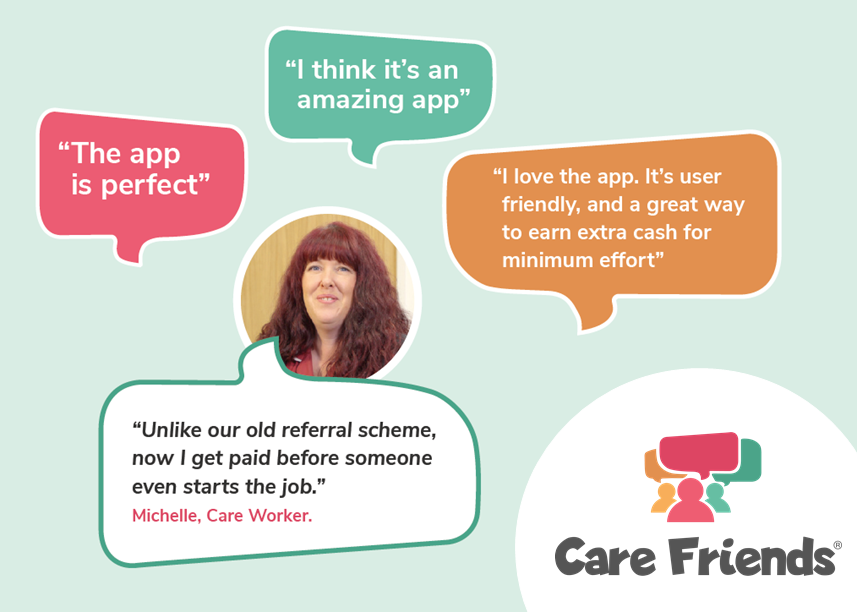 “I think it’s an
amazing app”
“The app
is perfect”
“I love the app. It’s user
friendly, and a great way
to earn extra cash for
minimum effort”
“Unlike our old referral scheme,
now I get paid before someone
even starts the job.”
Michelle, Care Worker.
Care Friends®